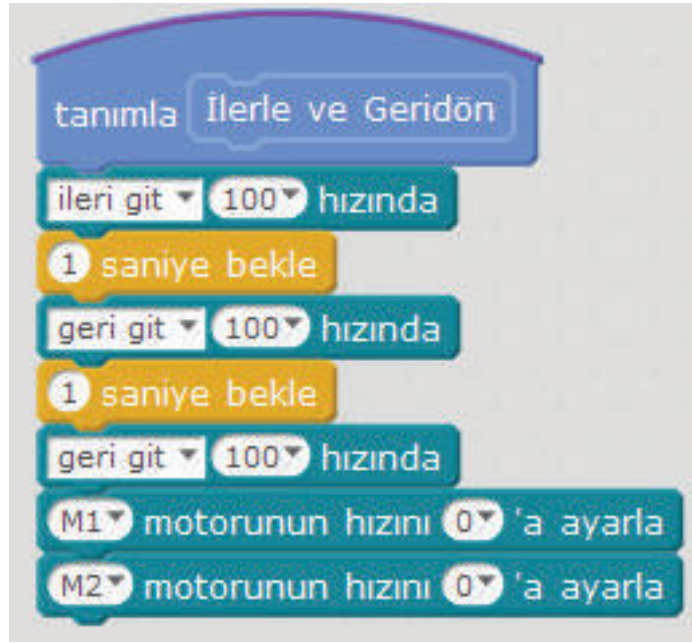 tanımla İlerle ve Geridön
ileri git 100 hızında
1 saniye bekle
geri git 100 hızında
1 saniye bekle
geri git 100 hızında
M1 motorunun hızını 0 'a ayarla
M2 motorunun hızını 0 'a ayarla